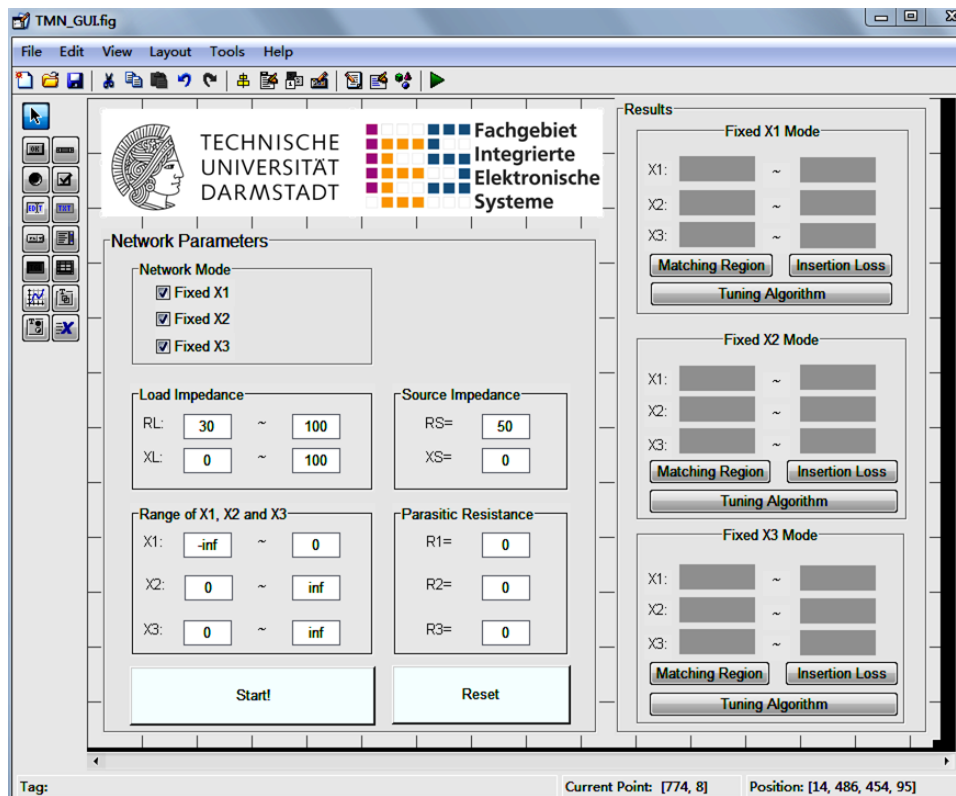 TMN_GUI.fig
File Edit View Layout Tools Help
TECHNISCHE
UNIVERSITÄT
DARMSTADT
Fachgebiet
Integrierte
Elektronische
Systeme
Network Parameters
Network Mode
Fixed X1
Fixed X2
Fixed X3
Load Impedance
RL: 30 ~ 100
XL: 0 ~ 100
Source Impedance
RS= 50
XS= 0
Range of X1, X2 and X3
X1: -inf ~ 0
X2: 0 ~ inf
X3: 0 ~ inf
Parasitic Resistance
R1= 0
R2= 0
R3= 0
Start!
Reset
Results
Fixed X1 Mode
X1: ~
X2: ~
X3: ~
Matching Region Insertion Loss
Tuning Algorithm
Fixed X2 Mode
X1: ~
X2: ~
X3: ~
Matching Region Insertion Loss
Tuning Algorithm
Fixed X3 Mode
X1: ~
X2: ~
X3: ~
Matching Region Insertion Loss
Tuning Algorithm
Tag:
Current Point: [774, 8]
Position: [14, 486, 454, 95]